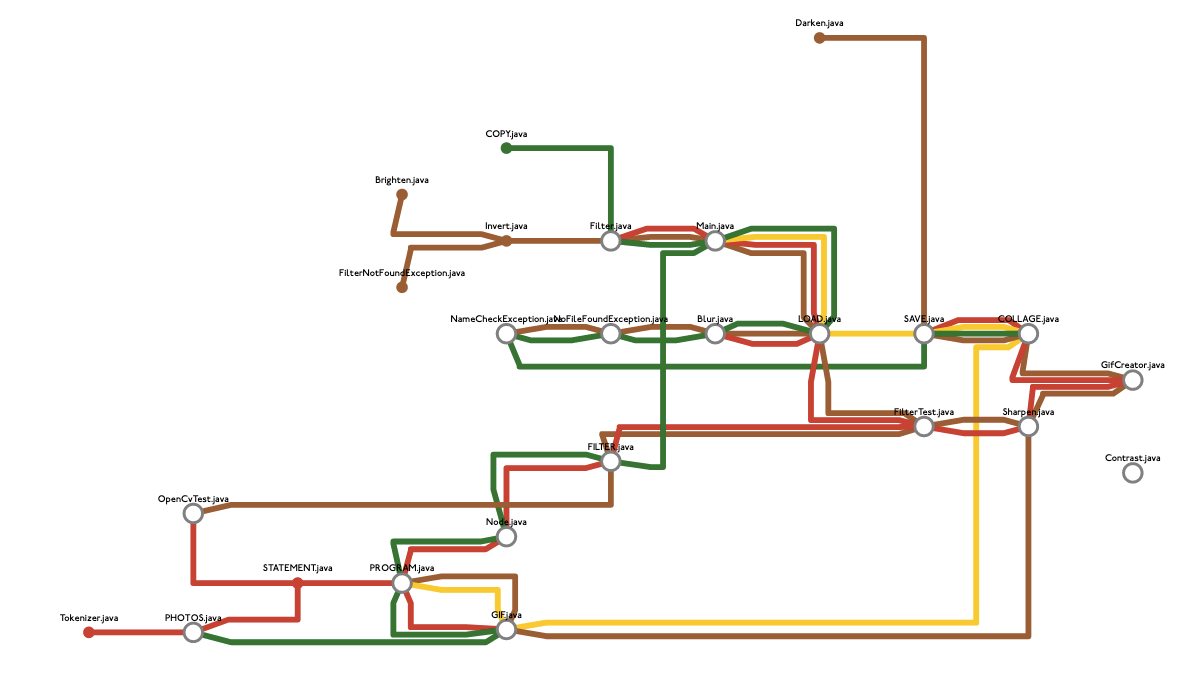 Darken.java
COPY.java
Brighten.java
Invert.java
Filter.java
Main.java
FilterNotFoundException.java
NameCheckException.java
NoFileFoundException.java
Blur.java
LOAD.java
SAVE.java
COLLAGE.java
GifCreator.java
FilterTest.java
Sharpen.java
FILTER.java
Contrast.java
OpenCvTest.java
Node.java
STATEMENT.java
PROGRAM.java
Tokenizer.java
PHOTOS.java
GIF.java